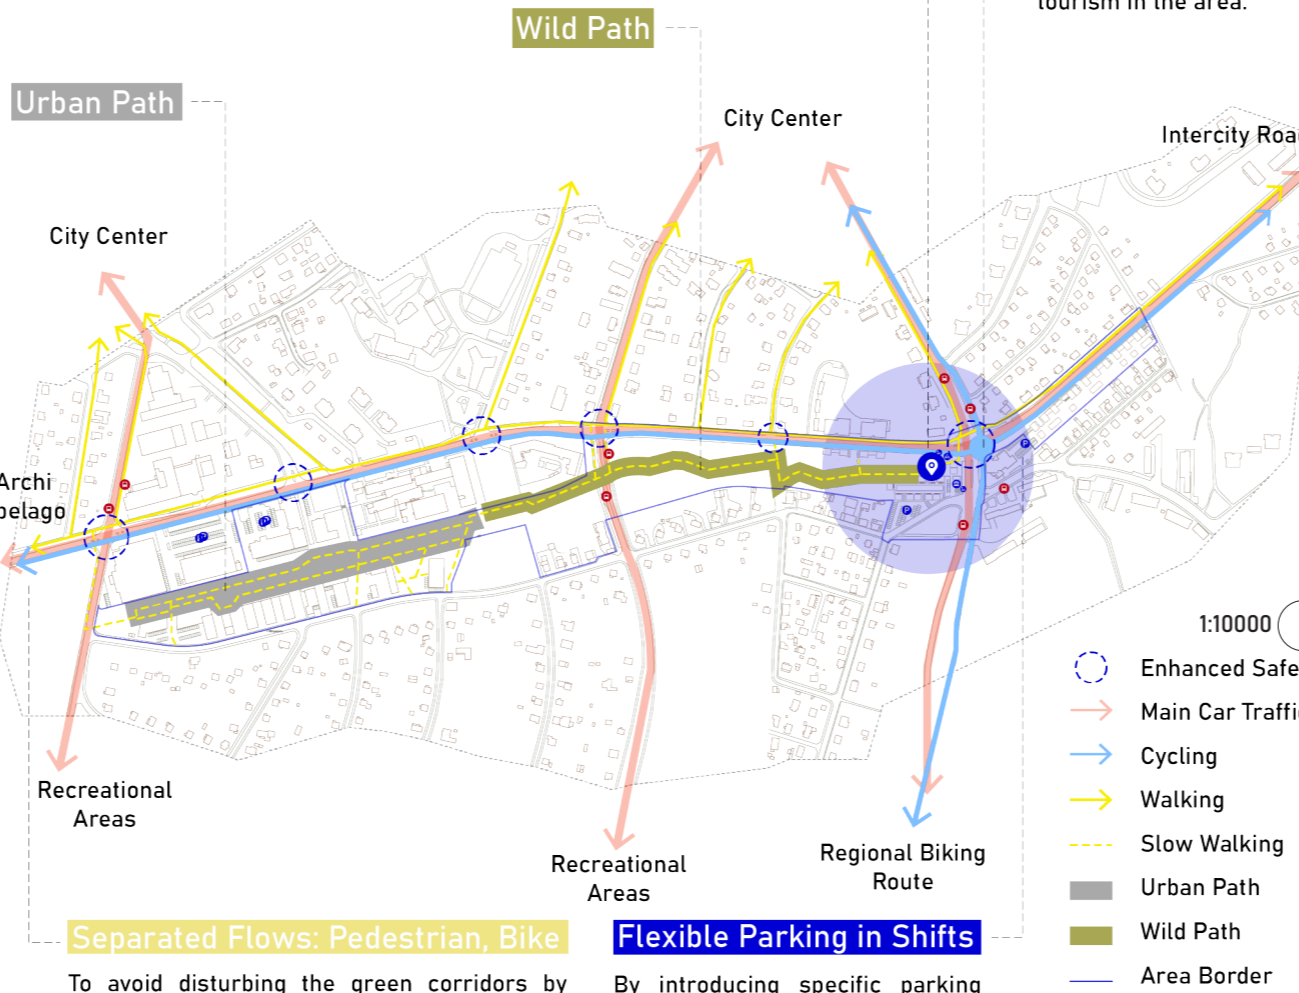 tourism in the area.
Wild Path
Urban Path
City Center
Intercity Roa
City Center
Archi
pelago
1:10000
Enhanced Safe
Main Car Traffi
Cycling
Walking
Slow Walking
Urban Path
Wild Path
Area Border
Recreational
Areas
Recreational
Areas
Regional Biking
Route
Separated Flows: Pedestrian, Bike
To avoid disturbing the green corridors by
Flexible Parking in Shifts
By introducing specific parking